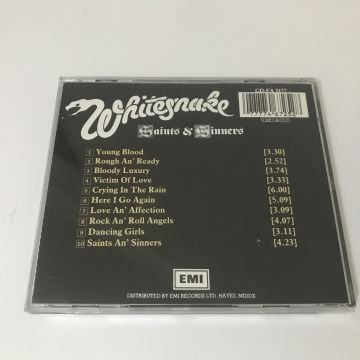 CD-FA 3177
Whitesnake
Saints & Sinners
1 Young Blood [3.30]
2 Rough An' Ready [2.52]
3 Bloody Luxury [3.74]
4 Victim Of Love [3.33]
5 Crying In The Rain [6.00]
6 Here I Go Again [5.09]
7 Love An' Affection [3.09]
8 Rock An' Roll Angels [4.07]
9 Dancing Girls [3.11]
10 Saints An' Sinners [4.23]
EMI
DISTRIBUTED BY EMI RECORDS LTD. HAYES, MIDDX